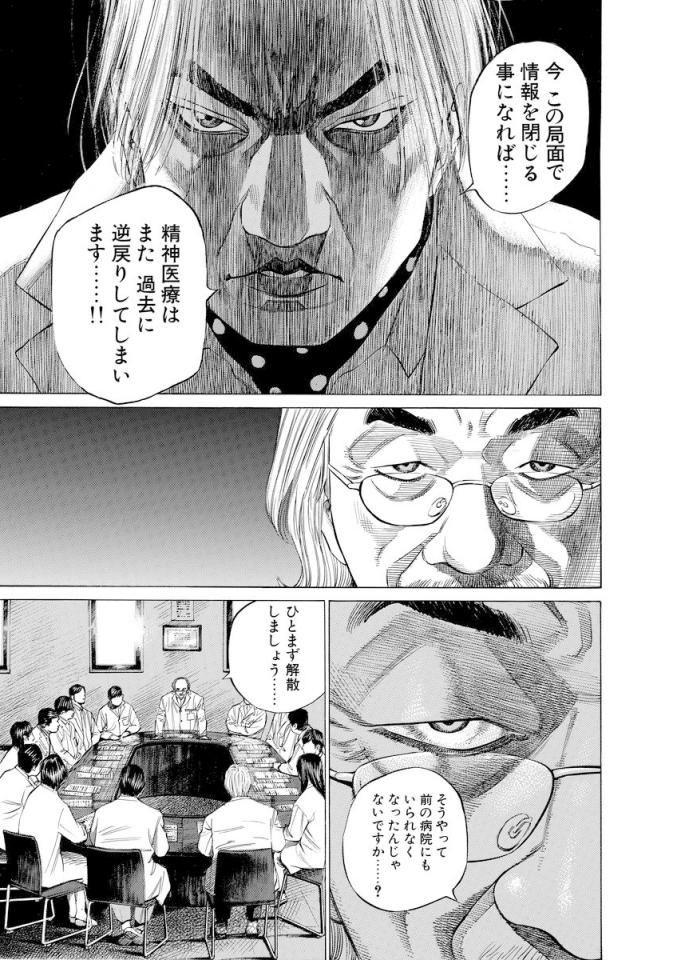 今 この局面で
情報を閉じる
事になれば……
精神医療は
また 過去に
逆戻りしてしまい
ます……!!
そうやって
前の病院にも
いられなく
なったんじゃ
ないですか……?
ひとまず解散
しましょう……